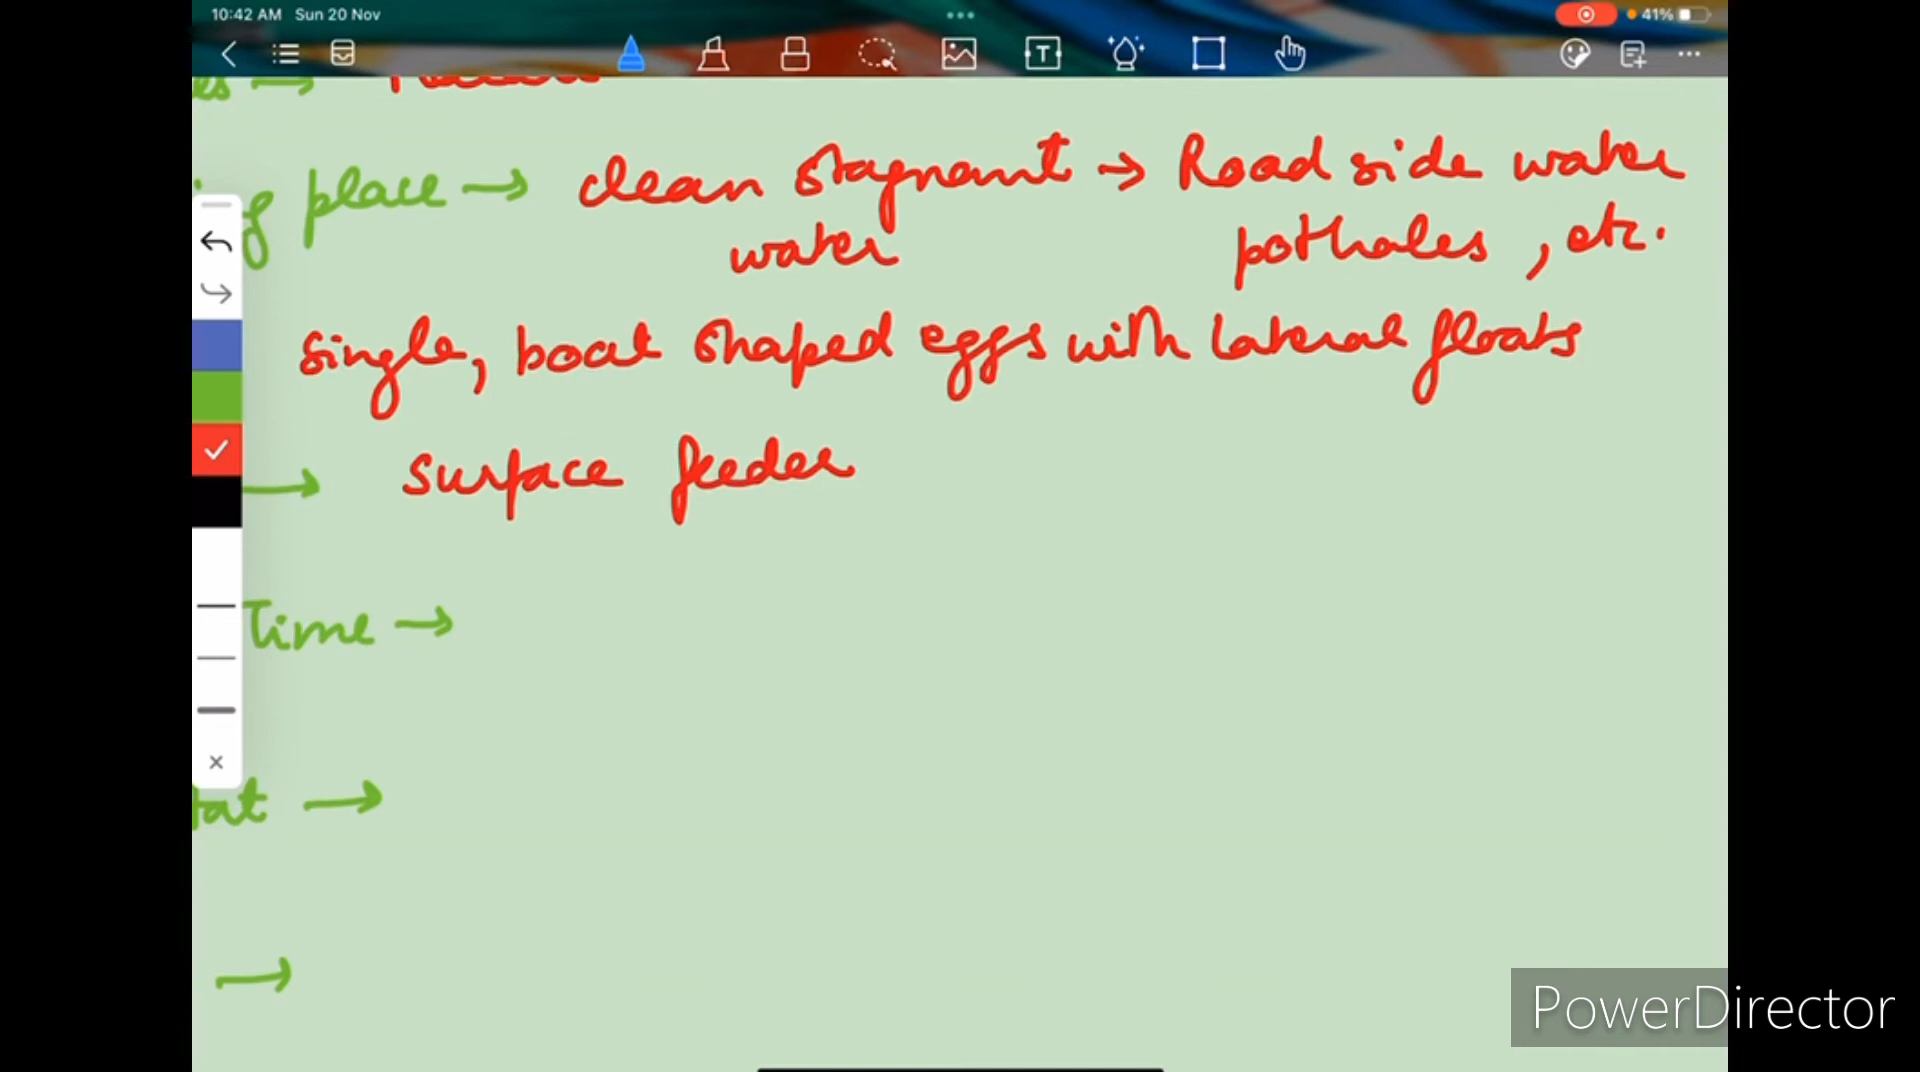 10:42 AM Sun 20 Nov
41%
place → clean stagnant → Road side water
water potholes, etc.
single, boat shaped eggs with lateral floats
→ surface feeder
Time →
→
→
PowerDirector